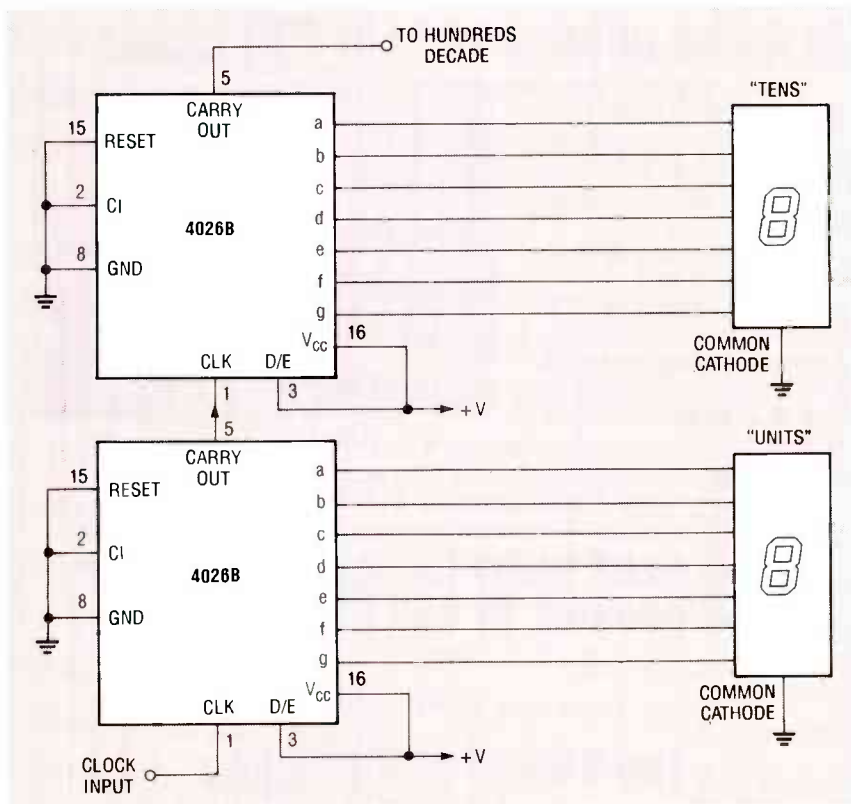 TO HUNDREDS
DECADE
5
CARRY
OUT
15
RESET
2
CI
8
GND
4026B
a
b
c
d
e
f
g
VCC
16
CLK
D/E
1
3
+V
"TENS"
8
COMMON
CATHODE
5
CARRY
OUT
15
RESET
2
CI
8
GND
4026B
a
b
c
d
e
f
g
VCC
16
CLK
D/E
1
3
+V
CLOCK
INPUT
"UNITS"
8
COMMON
CATHODE